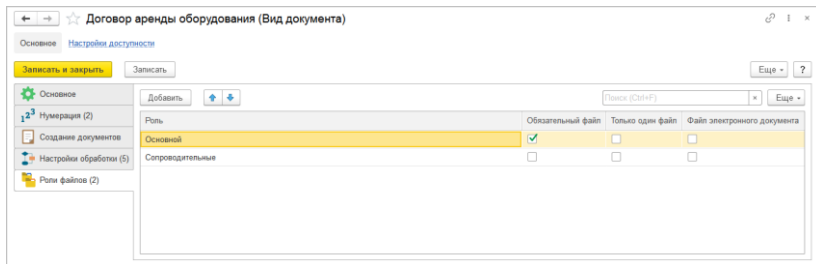 Договор аренды оборудования (Вид документа)
Основное Настройки доступности
Записать и закрыть Записать Еще ?
Основное
Нумерация (2)
Создание документов
Настройки обработки (5)
Роли файлов (2)
Добавить Поиск (Ctrl+F) × Еще
Роль Обязательный файл Только один файл Файл электронного документа
Основной
Сопроводительные